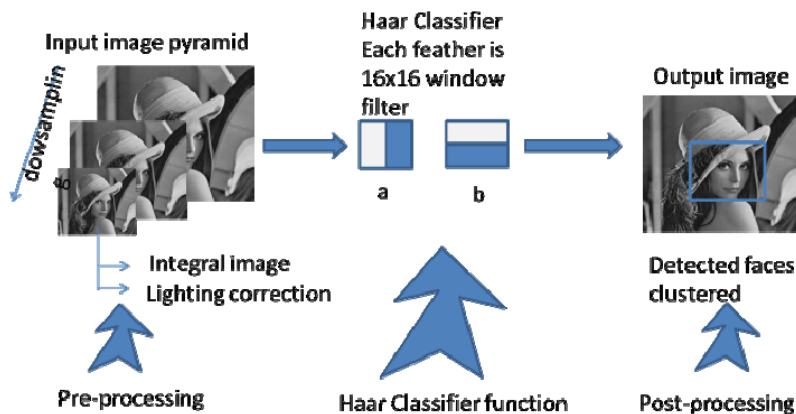 Input image pyramid
dowsamplin
g
Haar Classifier
Each feather is
16x16 window
filter
a
b
Output image
Integral image
Lighting correction
Detected faces
clustered
Pre-processing
Haar Classifier function
Post-processing